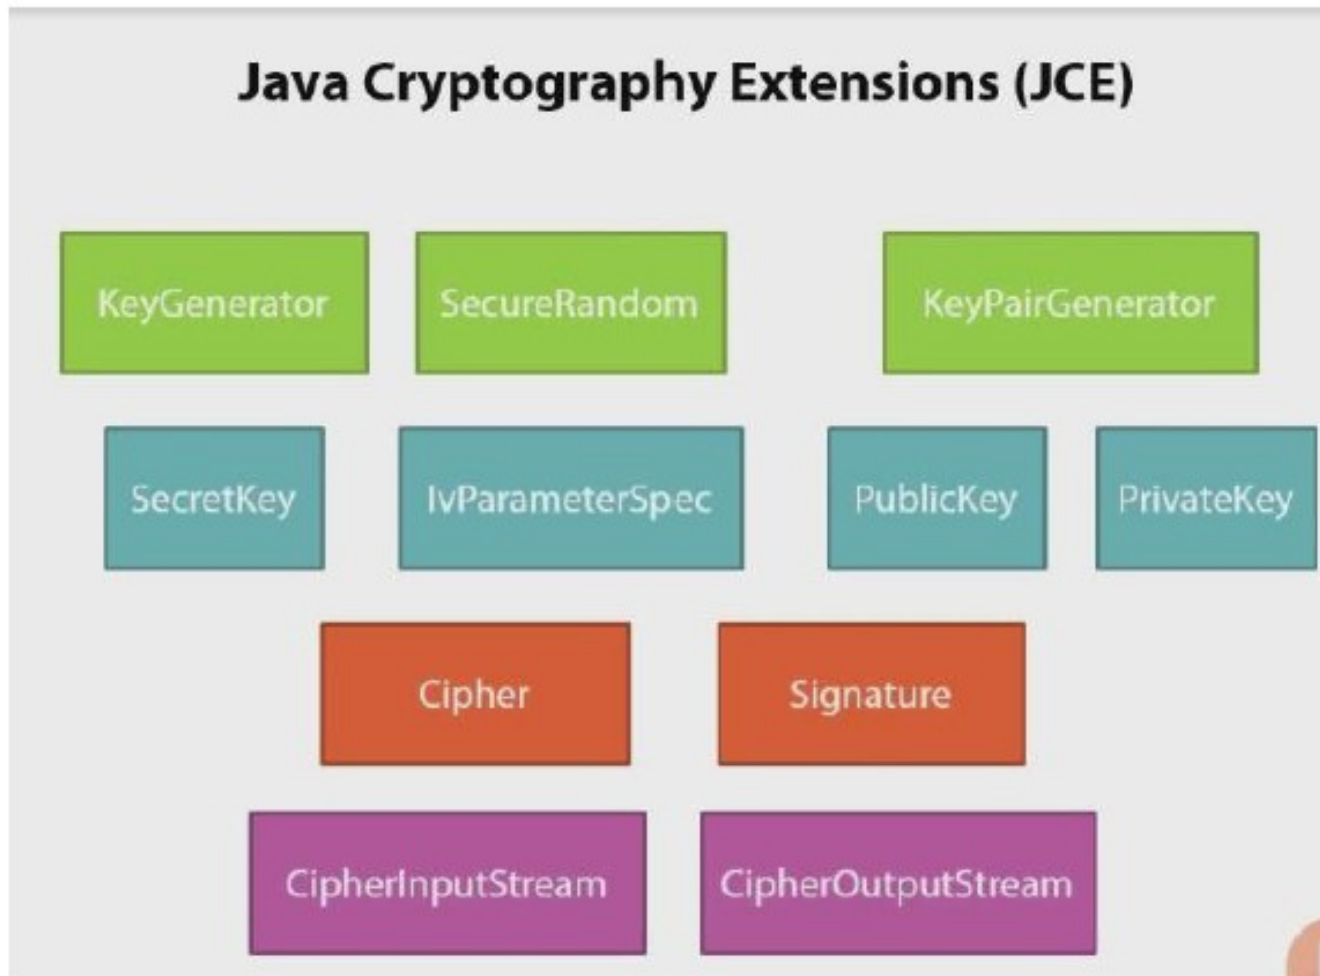 Java Cryptography Extensions (JCE)
KeyGenerator
SecureRandom
KeyPairGenerator
SecretKey
IvParameterSpec
PublicKey
PrivateKey
Cipher
Signature
CipherInputStream
CipherOutputStream